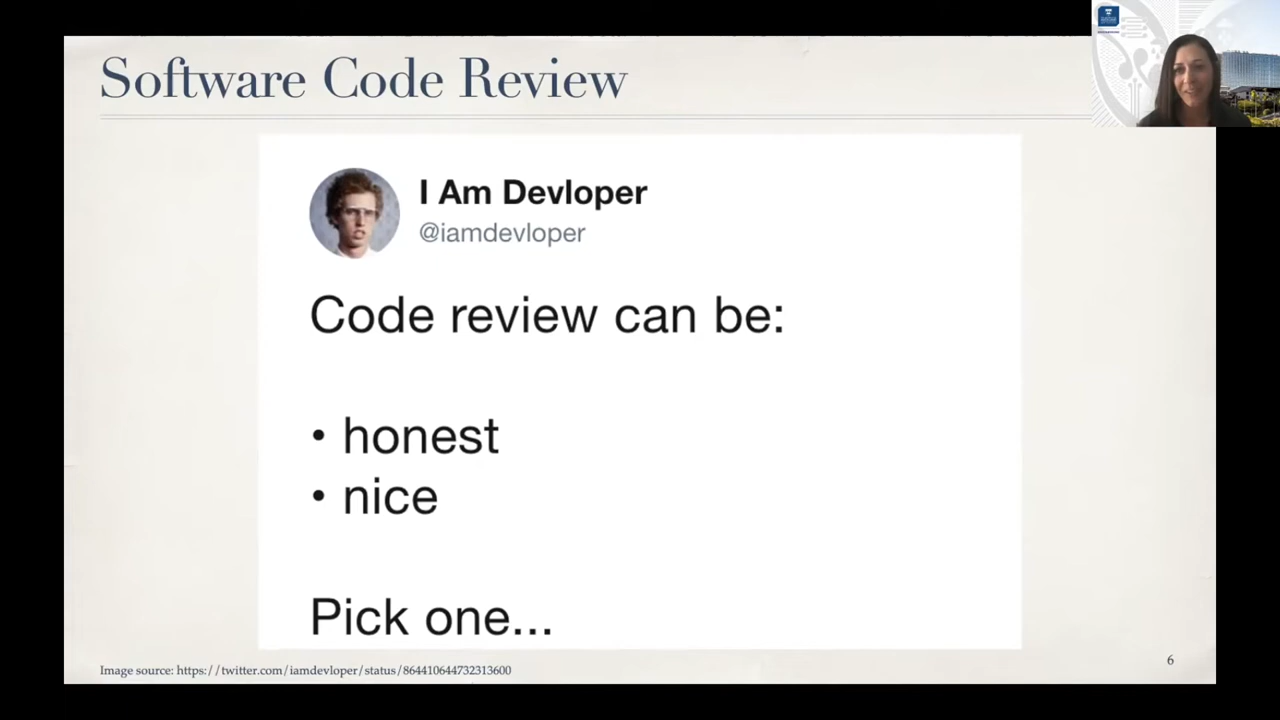 Software Code Review
I Am Devloper
@iamdevloper
Code review can be:
• honest
• nice
Pick one...
Image source: https://twitter.com/iamdevloper/status/864410644732313600
6